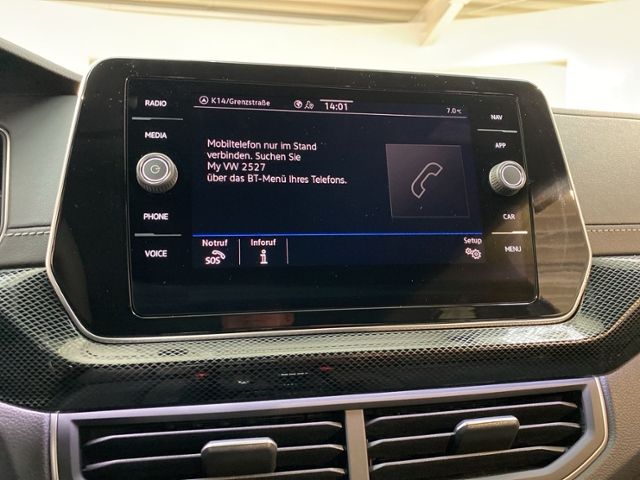 RADIO
MEDIA
PHONE
VOICE
K14/Grenzstraße
14:01
7.0°C
Mobiltelefon nur im Stand
verbinden. Suchen Sie
My VW 2527
über das BT-Menü Ihres Telefons.
Notruf
SOS
Inforuf
Setup
NAV
APP
CAR
MENU